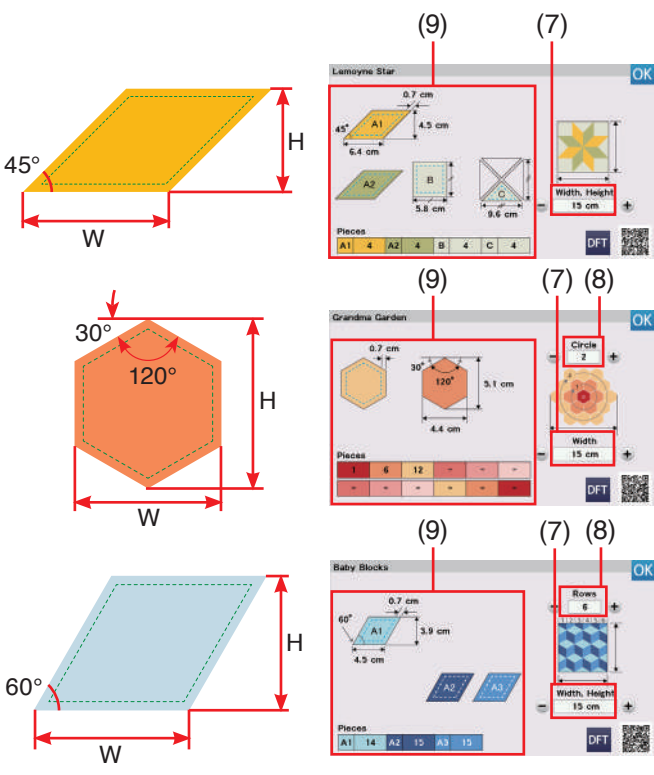 (9)
(7)
45°
H
W
Lemoyne Star
OK
0.7 cm
A1
45°
4.5 cm
6.4 cm
A2
B
C
5.8 cm
9.6 cm
Width, Height
− 15 cm +
Pieces
A1 4 A2 4 B 4 C 4
DFT
(9)
(7) (8)
30°
120°
H
W
Grandma Garden
OK
Circle
− 2 +
0.7 cm
30°
120°
5.1 cm
4.4 cm
Width
− 15 cm +
Pieces
1 6 12 - - -
- - - - - -
DFT
(9)
(7) (8)
60°
H
W
Baby Blocks
OK
Rows
− 6 +
0.7 cm
60°
A1
3.9 cm
4.5 cm
A2 A3
Width, Height
− 15 cm +
Pieces
A1 14 A2 15 A3 15
DFT